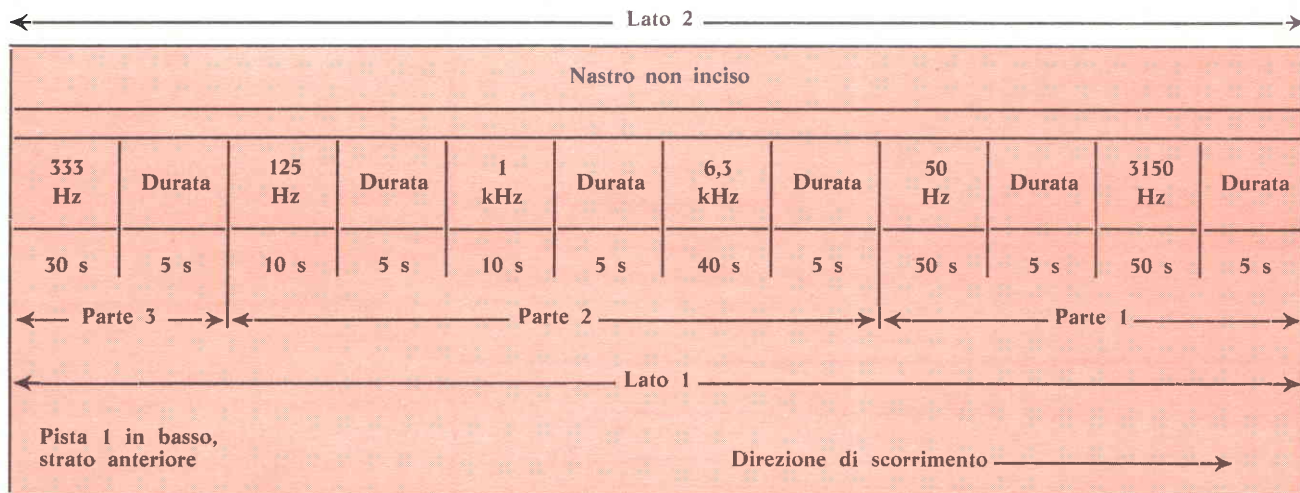 Lato 2
Nastro non inciso
333 Hz Durata 125 Hz Durata 1 kHz Durata 6,3 kHz Durata 50 Hz Durata 3150 Hz Durata
30 s 5 s 10 s 5 s 10 s 5 s 40 s 5 s 50 s 5 s 50 s 5 s
Parte 3 Parte 2 Parte 1
Lato 1
Pista 1 in basso,
strato anteriore
Direzione di scorrimento